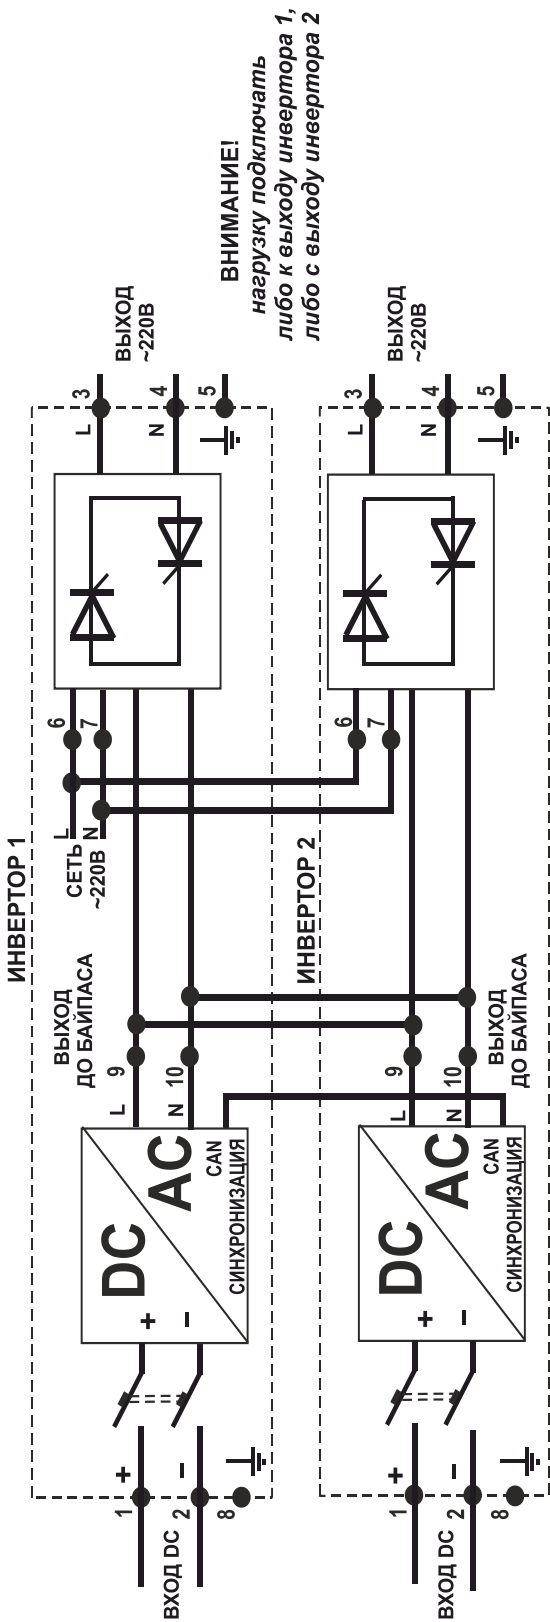 ИНВЕРТОР 1
ВХОД DC
1
+
2
-
8
+
-
DC
AC
CAN
СИНХРОНИЗАЦИЯ
L
9
N
10
ВЫХОД
ДО БАЙПАСА
СЕТЬ
~220В
L
6
N
7
L
3
N
4
5
ВЫХОД
~220В
ИНВЕРТОР 2
ВХОД DC
1
+
2
-
8
+
-
DC
AC
CAN
СИНХРОНИЗАЦИЯ
L
9
N
10
ВЫХОД
ДО БАЙПАСА
6
7
L
3
N
4
5
ВЫХОД
~220В
ВНИМАНИЕ!
нагрузку подключать
либо к выходу инвертора 1,
либо с выходу инвертора 2